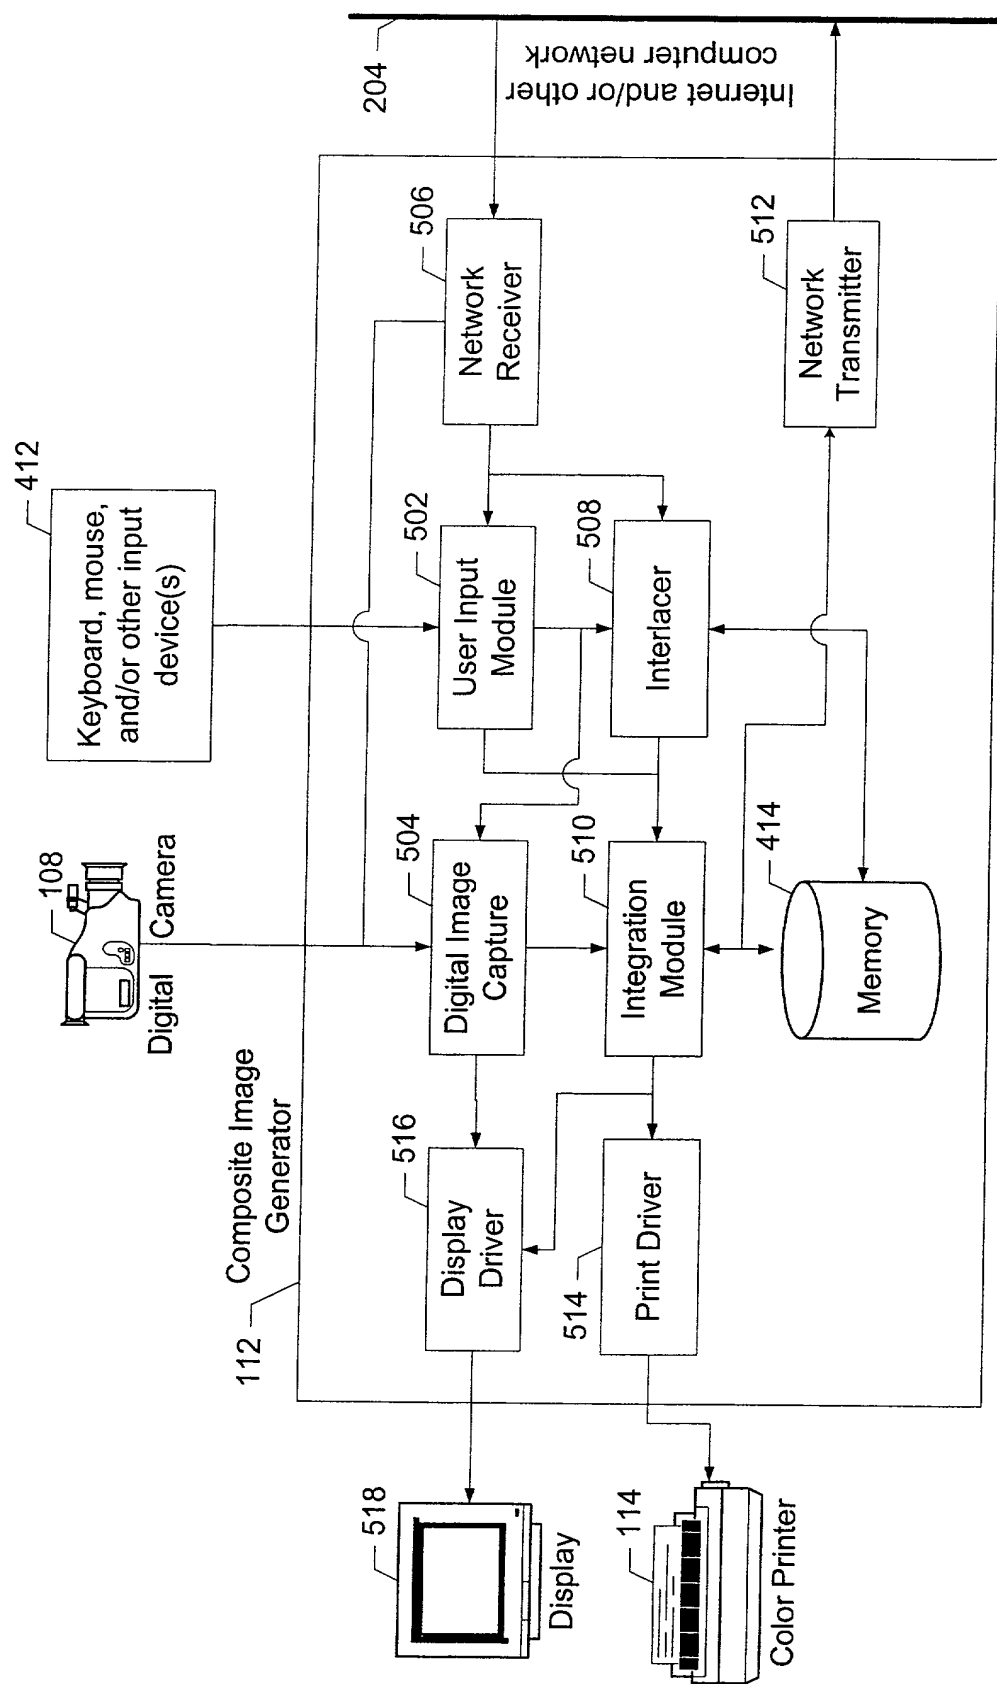 412
Keyboard, mouse,
and/or other input
device(s)
108
Digital Camera
Composite Image
Generator
112
204
Internet and/or other
computer network
506
Network
Receiver
502
User Input
Module
504
Digital Image
Capture
516
Display
Driver
518
Display
512
Network
Transmitter
508
Interlacer
510
Integration
Module
514
Print Driver
114
Color Printer
414
Memory